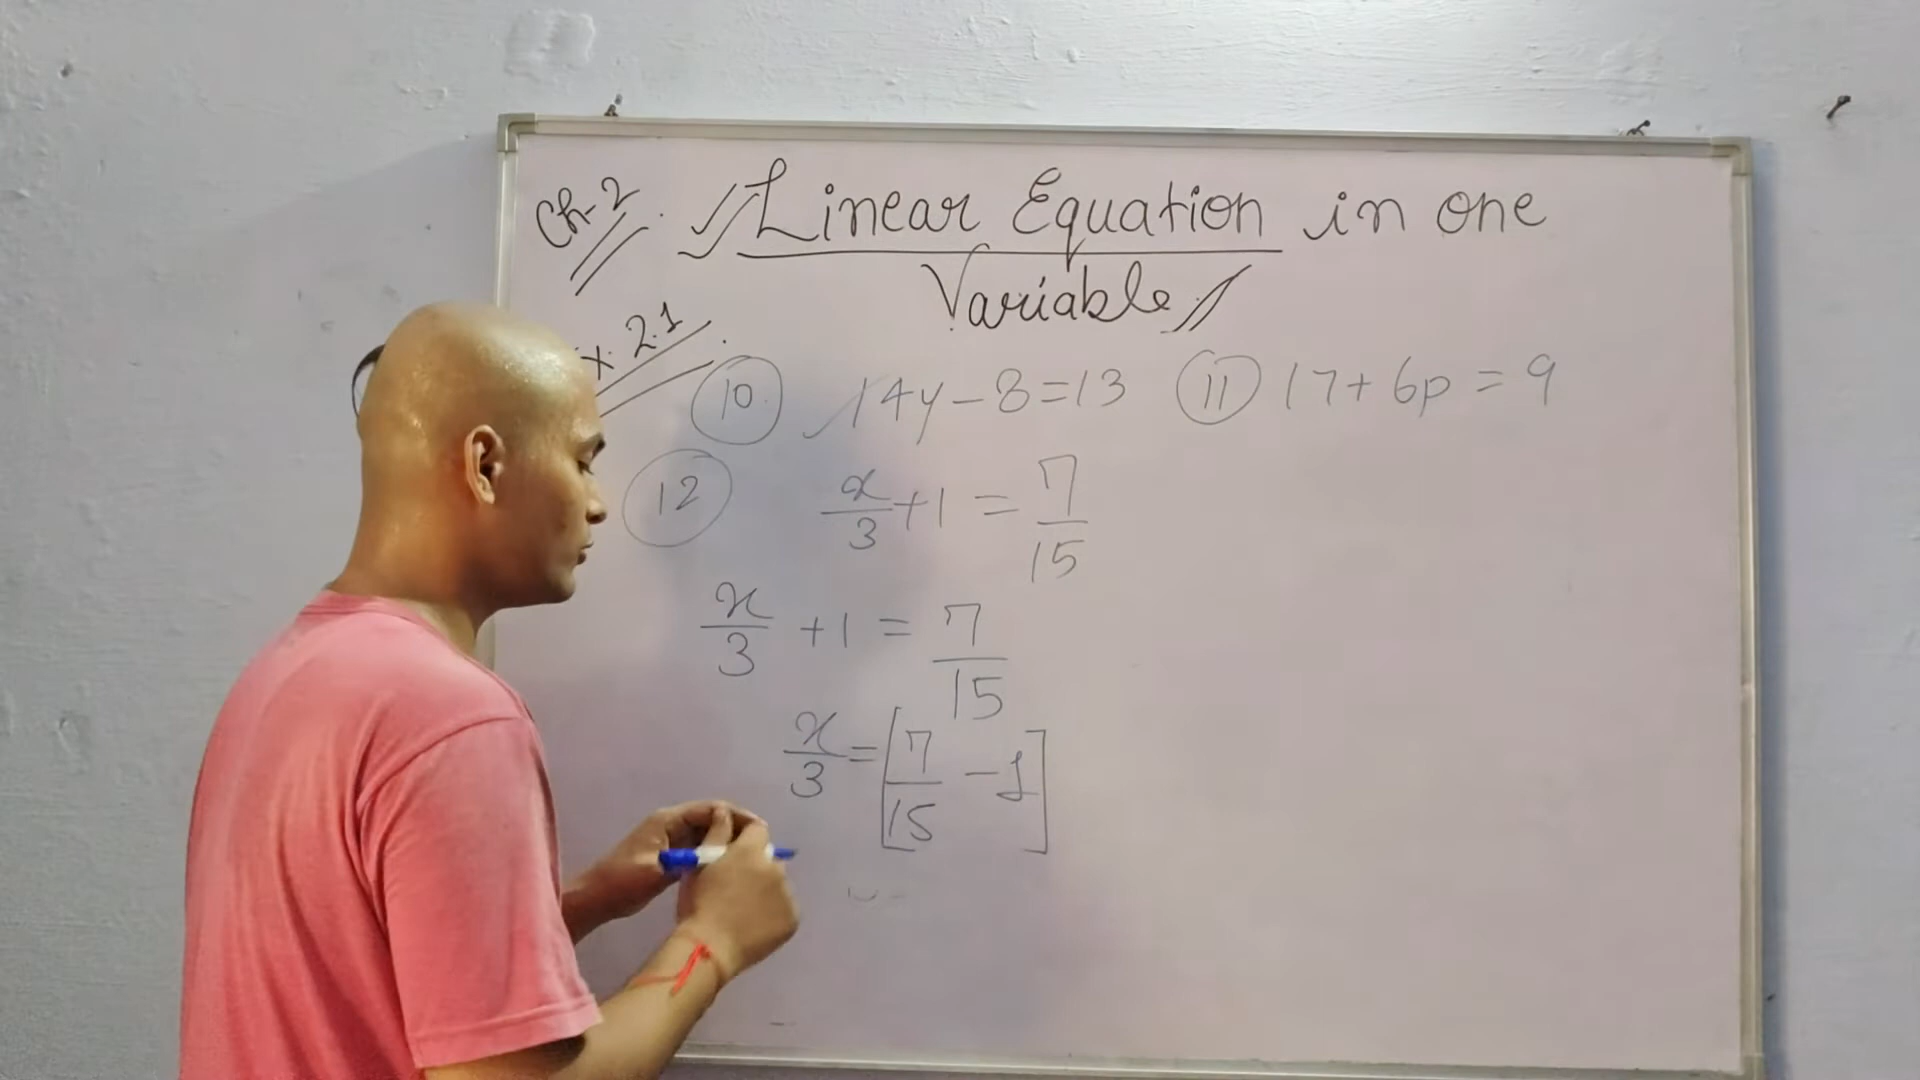 Ch-2 Linear Equation in one
Variable
x. 2.1
10 14y - 8 = 13 11 17 + 6p = 9
12 x/3 + 1 = 7/15
x/3 + 1 = 7/15
x/3 = [7/15 - 1]